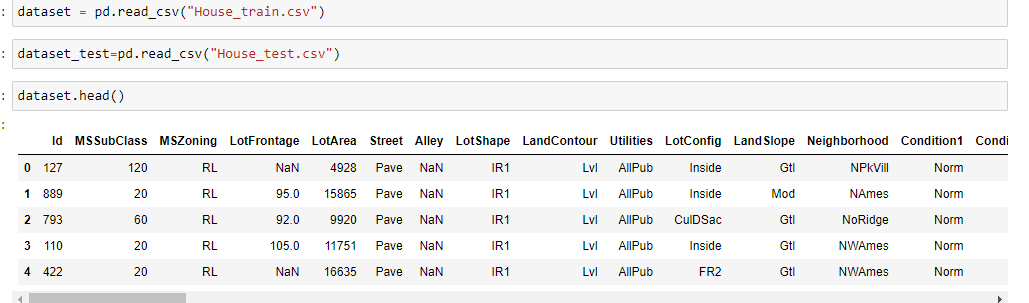 : dataset = pd.read_csv("House_train.csv")
: dataset_test=pd.read_csv("House_test.csv")
: dataset.head()
:
Id MSSubClass MSZoning LotFrontage LotArea Street Alley LotShape LandContour Utilities LotConfig LandSlope Neighborhood Condition1 Condi
0 127 120 RL NaN 4928 Pave NaN IR1 Lvl AllPub Inside Gtl NPkVill Norm
1 889 20 RL 95.0 15865 Pave NaN IR1 Lvl AllPub Inside Mod NAmes Norm
2 793 60 RL 92.0 9920 Pave NaN IR1 Lvl AllPub CulDSac Gtl NoRidge Norm
3 110 20 RL 105.0 11751 Pave NaN IR1 Lvl AllPub Inside Gtl NWAmes Norm
4 422 20 RL NaN 16635 Pave NaN IR1 Lvl AllPub FR2 Gtl NWAmes Norm